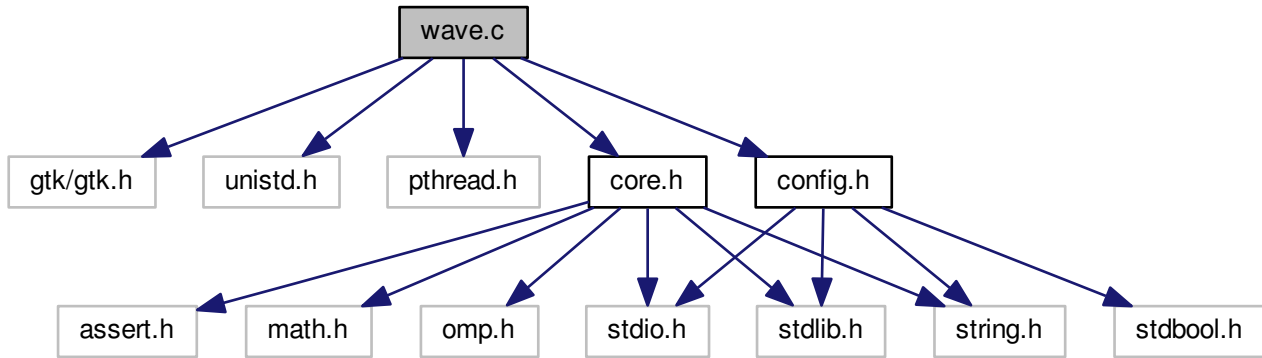 wave.c
gtk/gtk.h
unistd.h
pthread.h
core.h
config.h
assert.h
math.h
omp.h
stdio.h
stdlib.h
string.h
stdbool.h